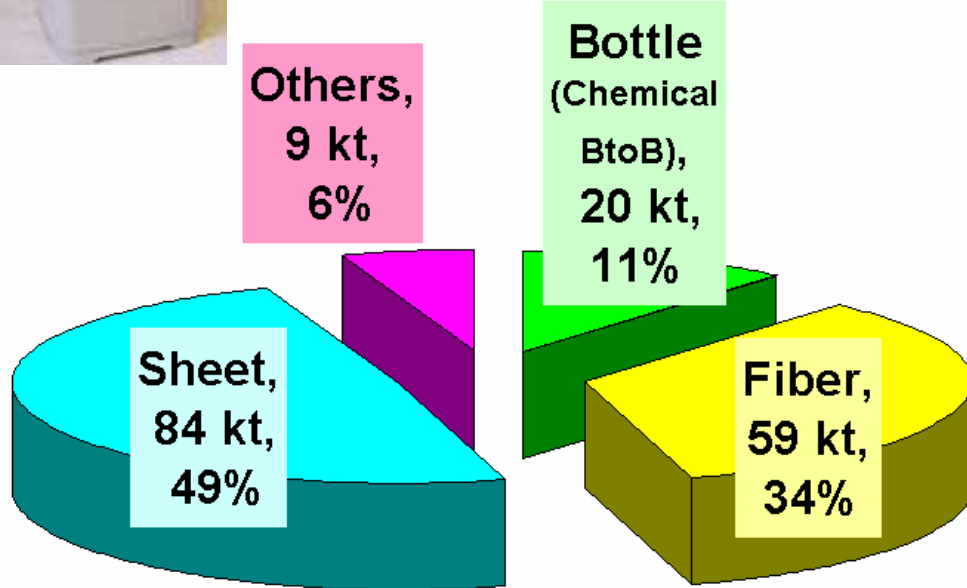 Others,
9 kt,
6%
Bottle
(Chemical
BtoB),
20 kt,
11%
Sheet,
84 kt,
49%
Fiber,
59 kt,
34%